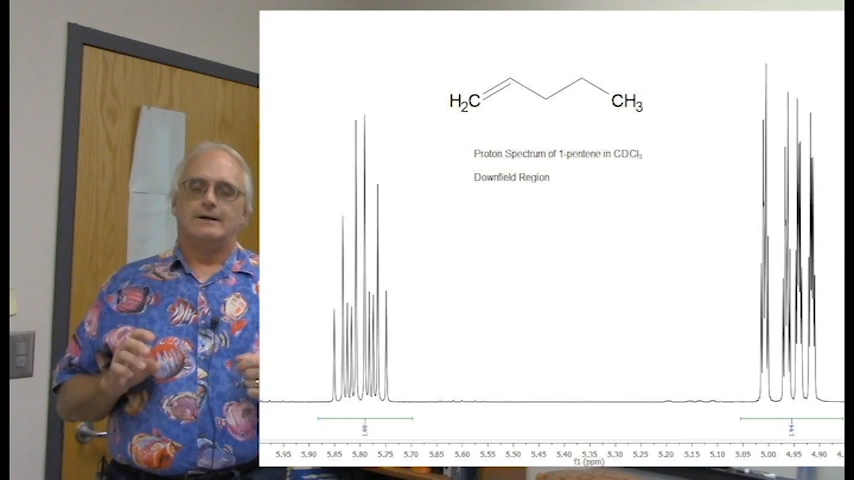 H2C
CH3
Proton Spectrum of 1-pentene in CDCl3
Downfield Region
1.00
1.94
5.95 5.90 5.85 5.80 5.75 5.70 5.65 5.60 5.55 5.50 5.45 5.40 5.35 5.30 5.25 5.20 5.15 5.10 5.05 5.00 4.95 4.90
f1 (ppm)